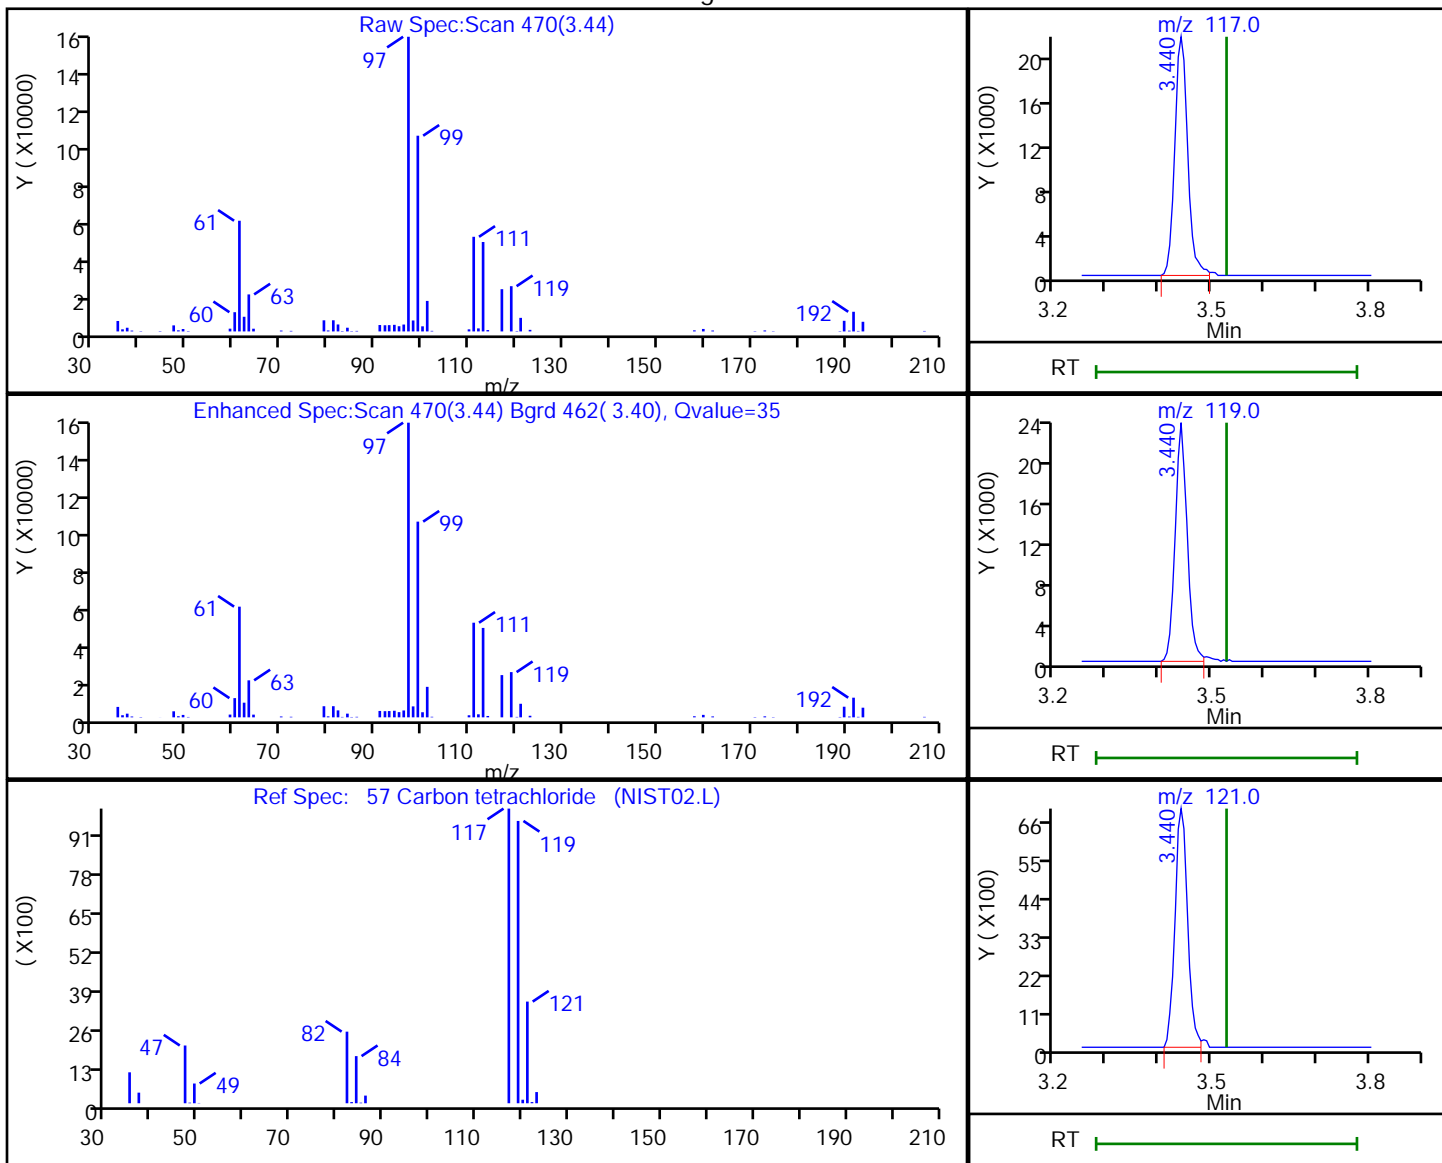 Raw Spec:Scan 470(3.44)
Y ( X10000)
16
14
12
10
8
6
4
2
0
97
99
61
111
63
60
119
192
30 50 70 90 110 130 150 170 190 210
m/z
m/z 117.0
Y ( X1000)
20
16
12
8
4
0
3.440
3.2 3.5 3.8
Min
RT
Enhanced Spec:Scan 470(3.44) Bgrd 462( 3.40), Qvalue=35
Y ( X10000)
16
14
12
10
8
6
4
2
0
97
99
61
111
63
60
119
192
30 50 70 90 110 130 150 170 190 210
m/z
m/z 119.0
Y ( X1000)
24
20
16
12
8
4
0
3.440
3.2 3.5 3.8
Min
RT
Ref Spec: 57 Carbon tetrachloride (NIST02.L)
( X100)
91
78
65
52
39
26
13
0
117
119
121
82
84
47
49
30 50 70 90 110 130 150 170 190 210
m/z 121.0
Y ( X100)
66
55
44
33
22
11
0
3.440
3.2 3.5 3.8
Min
RT